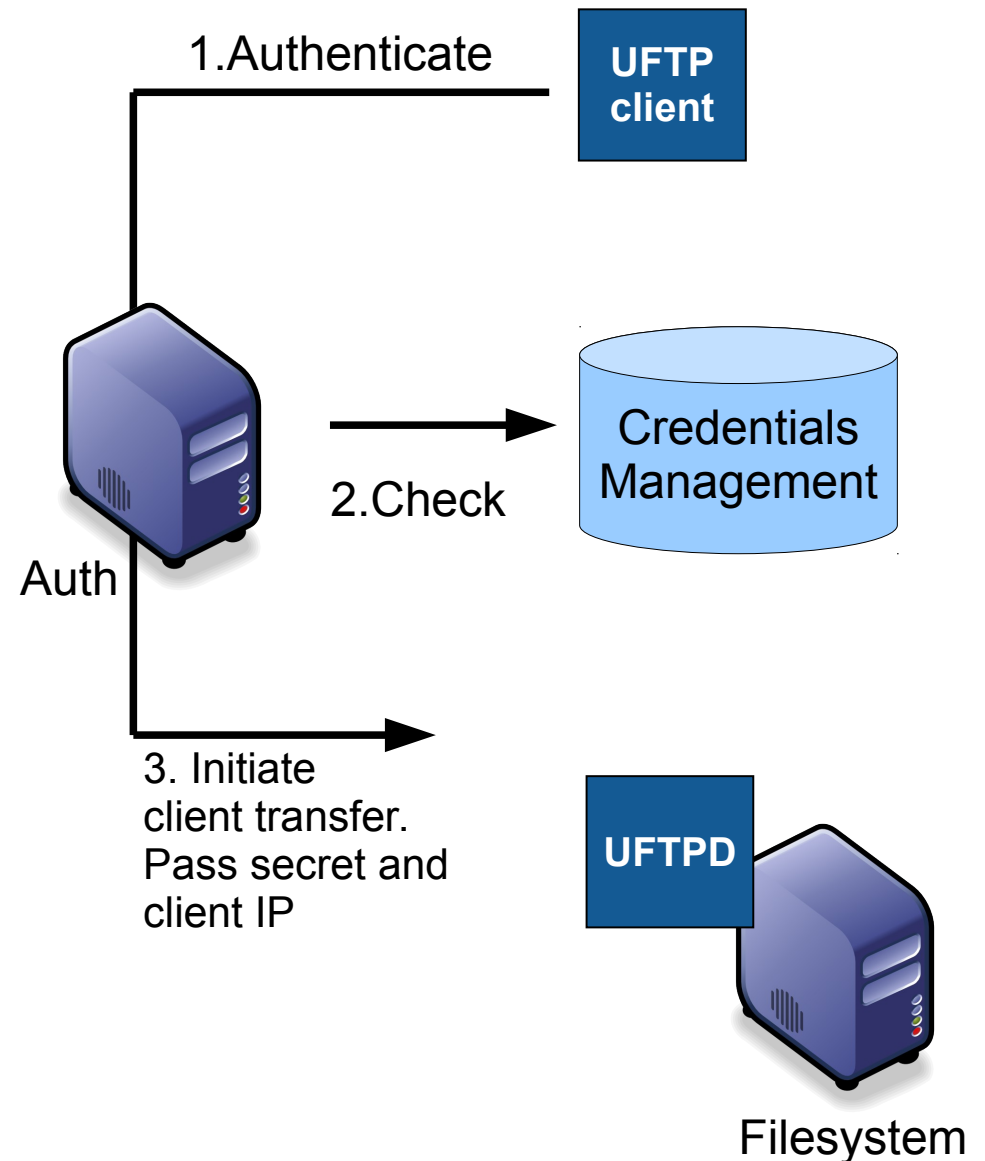 1.Authenticate
UFTP
client
Credentials
Management
2.Check
Auth
3. Initiate
client transfer.
Pass secret and
client IP
UFTPD
Filesystem